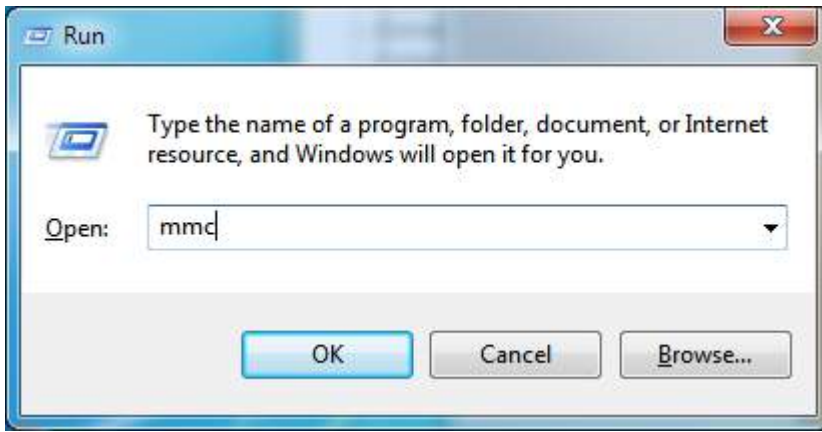 Run
Type the name of a program, folder, document, or Internet
resource, and Windows will open it for you.
Open: mmc
OK Cancel Browse...